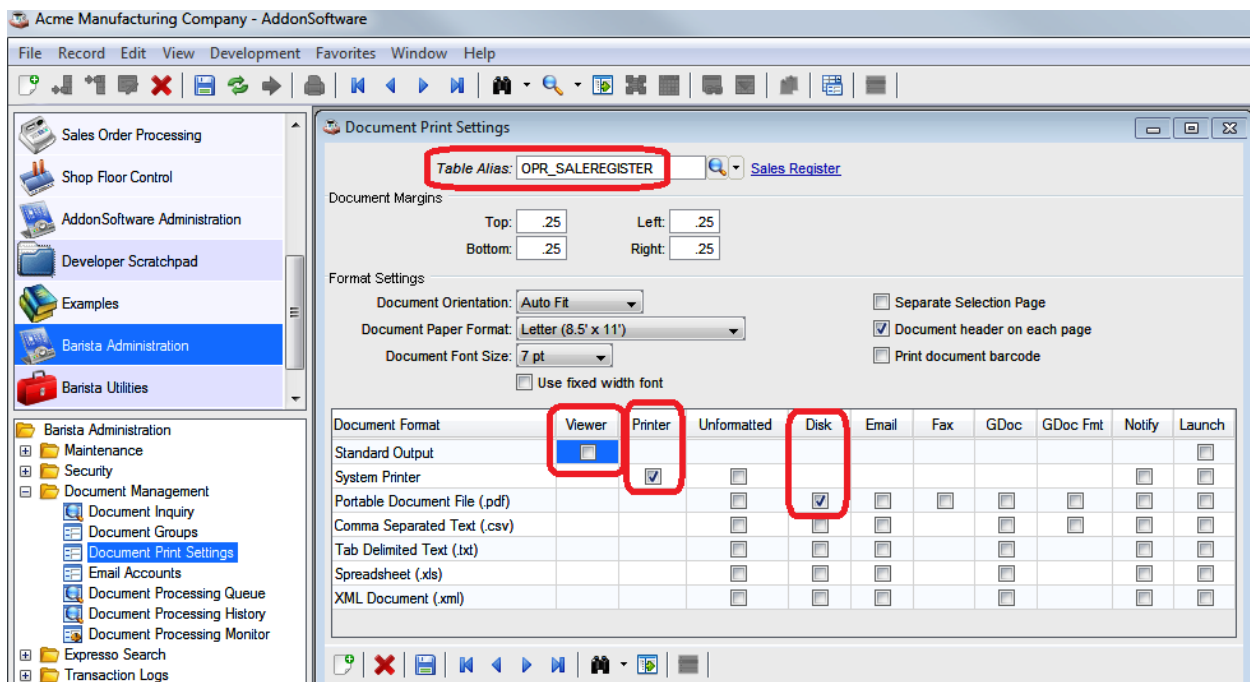 Acme Manufacturing Company - AddonSoftware
File Record Edit View Development Favorites Window Help
Sales Order Processing
Shop Floor Control
AddonSoftware Administration
Developer Scratchpad
Examples
Barista Administration
Barista Utilities
Barista Administration
Maintenance
Security
Document Management
Document Inquiry
Document Groups
Document Print Settings
Email Accounts
Document Processing Queue
Document Processing History
Document Processing Monitor
Expresso Search
Transaction Logs
Document Print Settings
Table Alias: OPR_SALEREGISTER Sales Register
Document Margins
Top: .25 Left: .25
Bottom: .25 Right: .25
Format Settings
Document Orientation: Auto Fit Separate Selection Page
Document Paper Format: Letter (8.5' x 11') Document header on each page
Document Font Size: 7 pt Print document barcode
Use fixed width font
Document Format Viewer Printer Unformatted Disk Email Fax GDoc GDoc Fmt Notify Launch
Standard Output
System Printer
Portable Document File (.pdf)
Comma Separated Text (.csv)
Tab Delimited Text (.txt)
Spreadsheet (.xls)
XML Document (.xml)